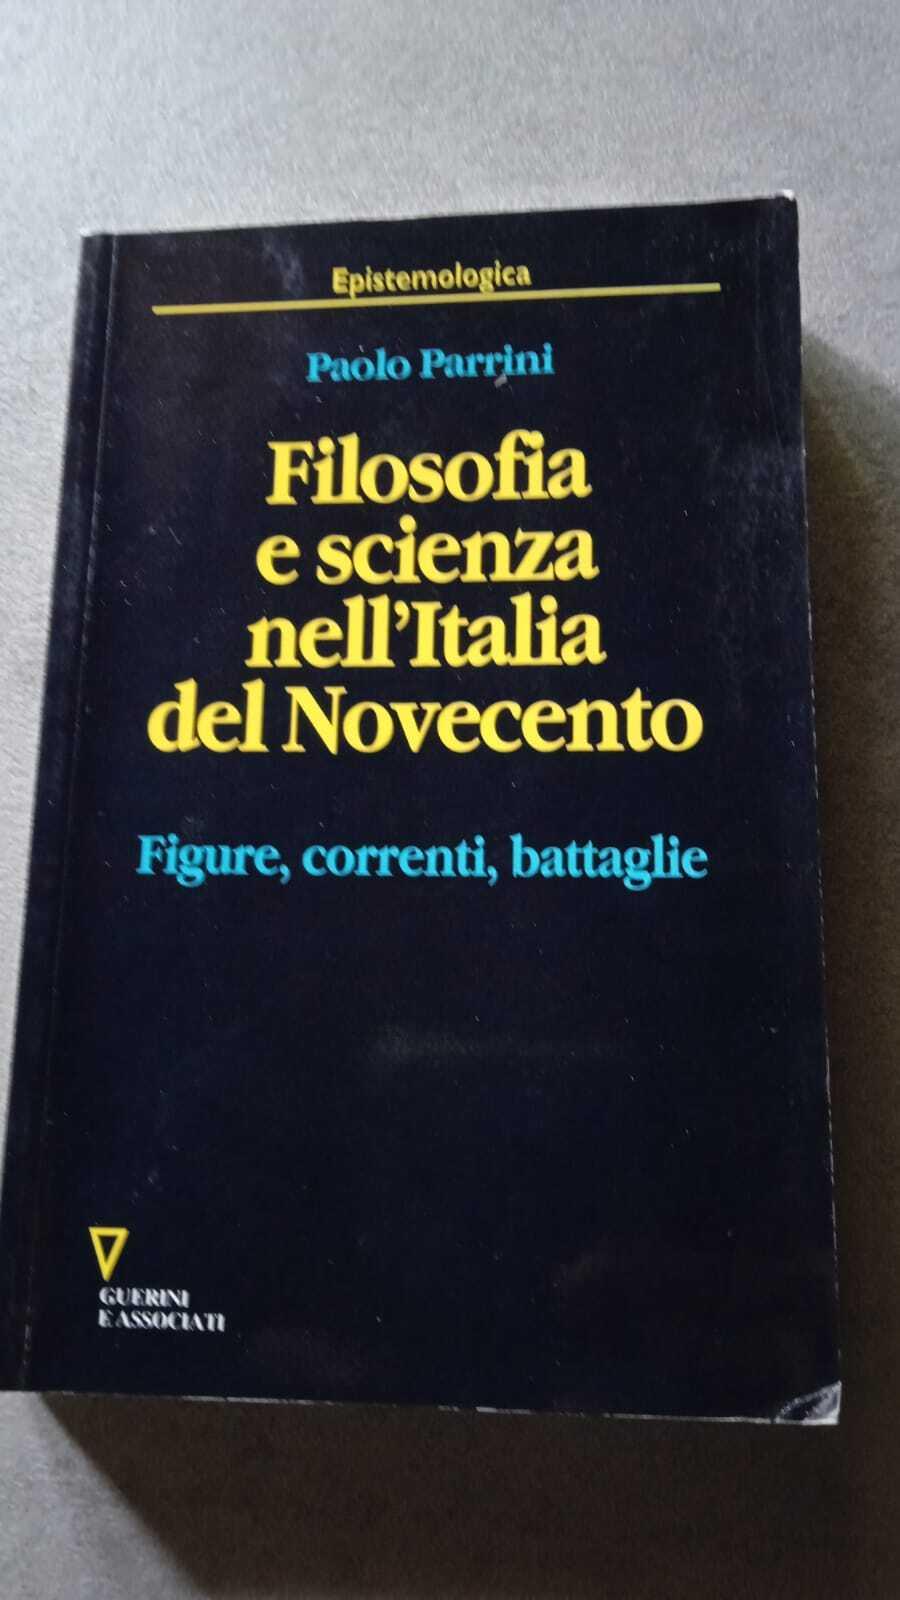 Epistemologica
Paolo Parrini
Filosofia
e scienza
nell'Italia
del Novecento
Figure, correnti, battaglie
GUERINI
E ASSOCIATI